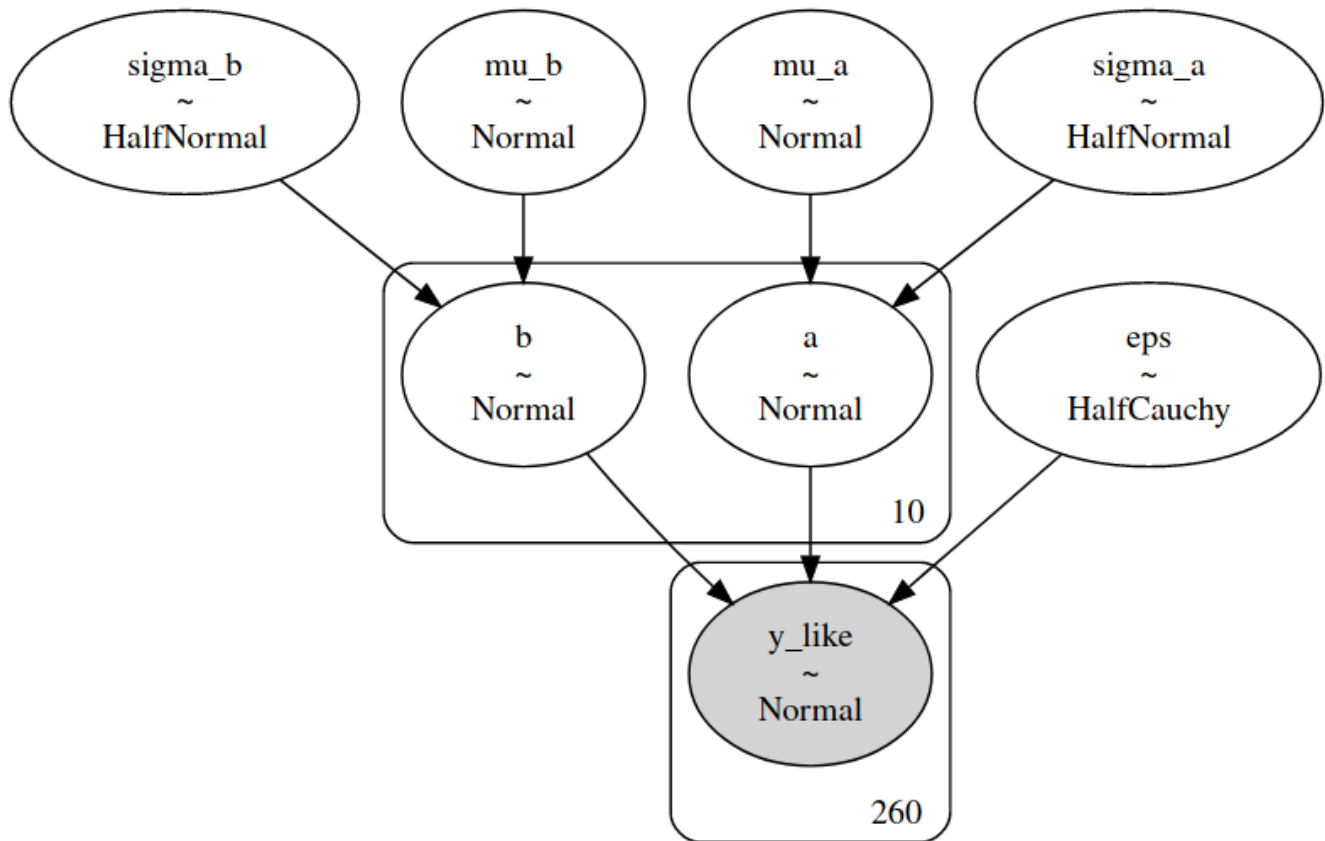 sigma_b
~
HalfNormal
mu_b
~
Normal
mu_a
~
Normal
sigma_a
~
HalfNormal
b
~
Normal
a
~
Normal
eps
~
HalfCauchy
10
y_like
~
Normal
260